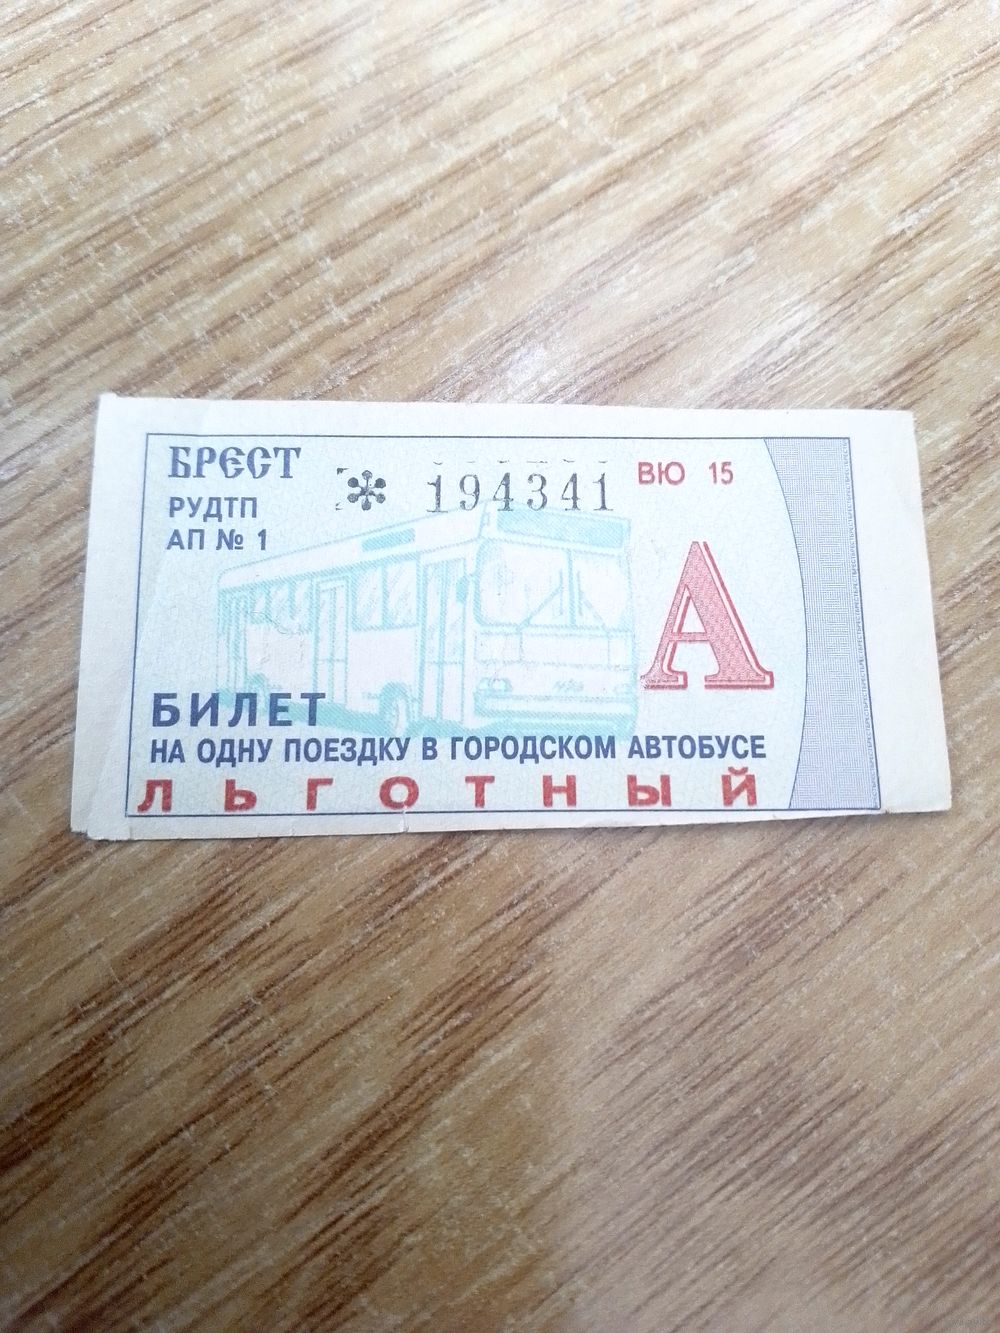 БРЕСТ
РУДТП
АП № 1
* 194341
ВЮ 15
А
БИЛЕТ
НА ОДНУ ПОЕЗДКУ В ГОРОДСКОМ АВТОБУСЕ
ЛЬГОТНЫЙ